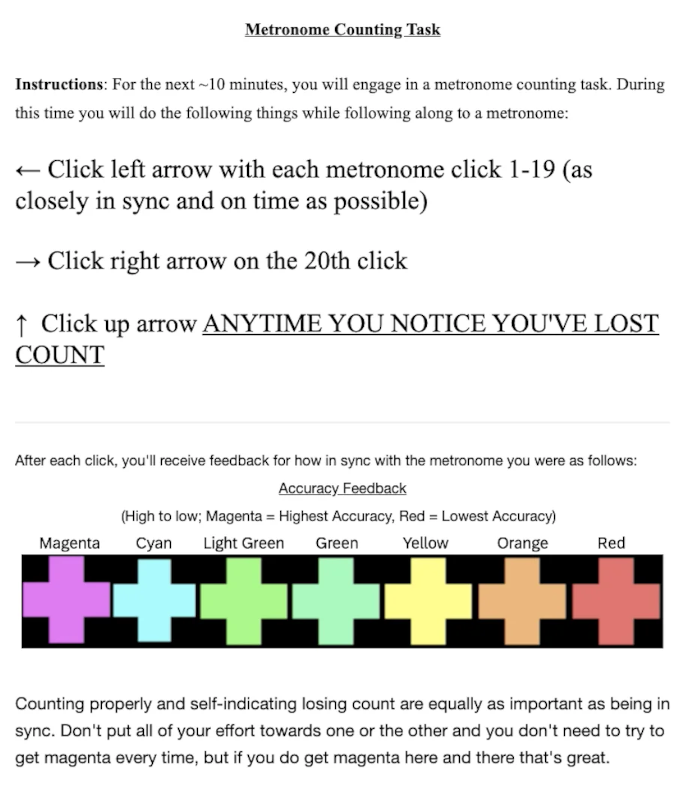 Metronome Counting Task
Instructions: For the next ~10 minutes, you will engage in a metronome counting task. During
this time you will do the following things while following along to a metronome:
← Click left arrow with each metronome click 1-19 (as
closely in sync and on time as possible)
→ Click right arrow on the 20th click
↑ Click up arrow ANYTIME YOU NOTICE YOU'VE LOST
COUNT
After each click, you'll receive feedback for how in sync with the metronome you were as follows:
Accuracy Feedback
(High to low; Magenta = Highest Accuracy, Red = Lowest Accuracy)
Magenta Cyan Light Green Green Yellow Orange Red
Counting properly and self-indicating losing count are equally as important as being in
sync. Don't put all of your effort towards one or the other and you don't need to try to
get magenta every time, but if you do get magenta here and there that's great.